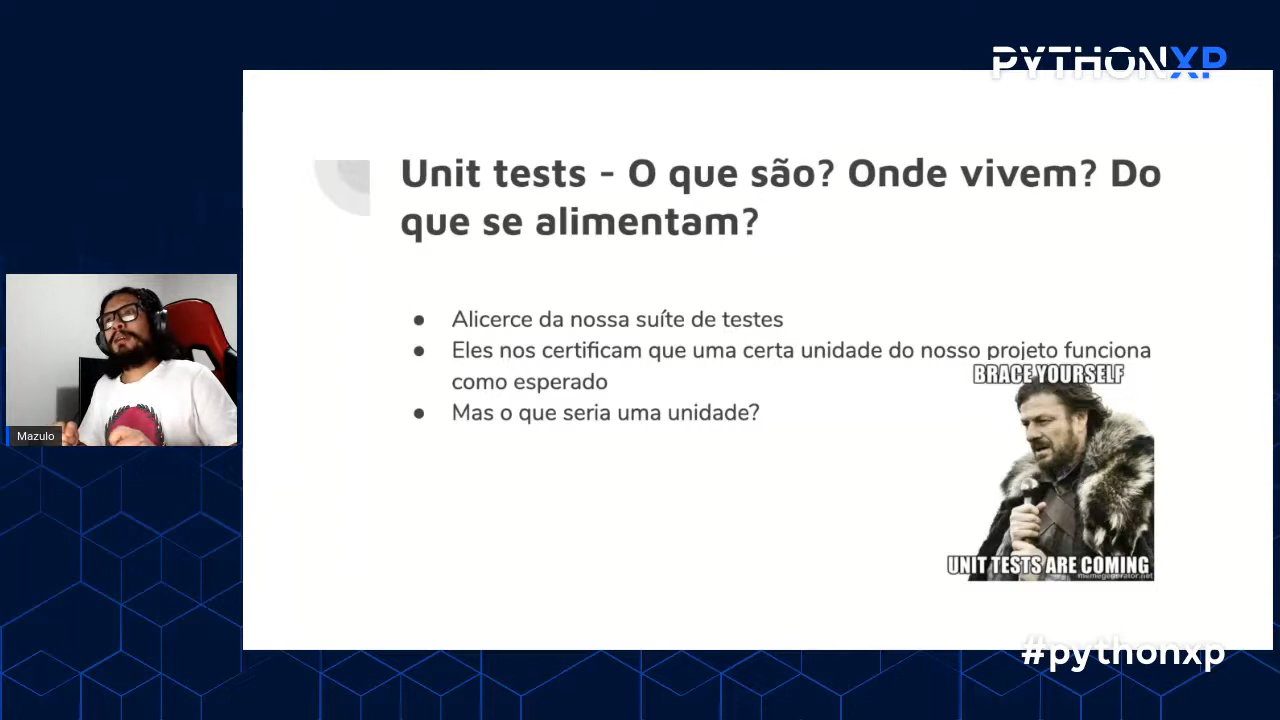 PYTHONXP
Unit tests - O que são? Onde vivem? Do
que se alimentam?
● Alicerce da nossa suíte de testes
● Eles nos certificam que uma certa unidade do nosso projeto funciona
como esperado
● Mas o que seria uma unidade?
BRACE YOURSELF
UNIT TESTS ARE COMING
memegenerator.net
Mazulo
#pythonxp